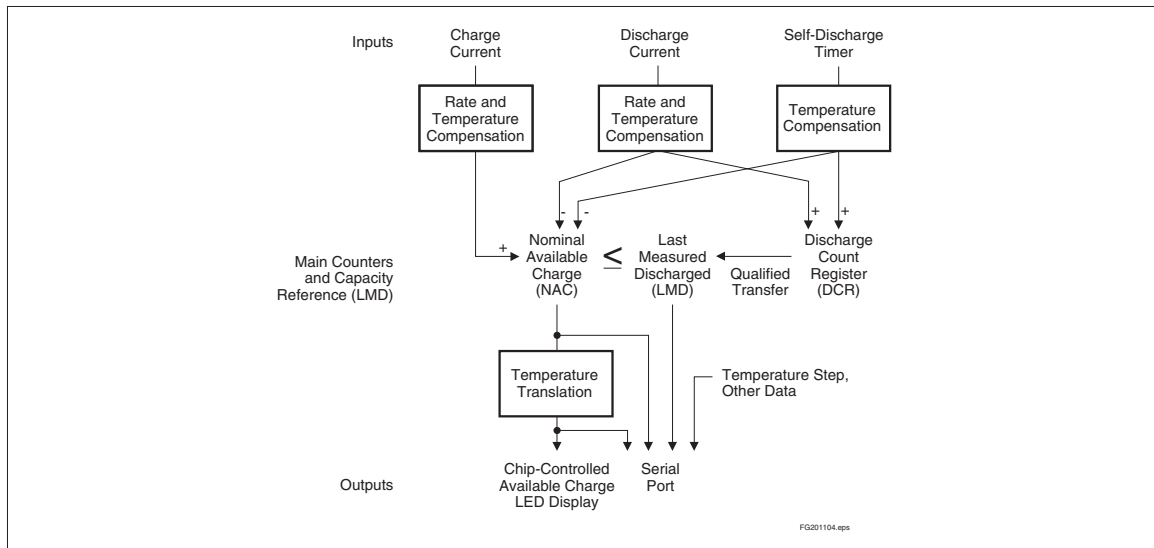 Inputs
Charge
Current
Discharge
Current
Self-Discharge
Timer
Rate and
Temperature
Compensation
Rate and
Temperature
Compensation
Temperature
Compensation
- -
+ +
+
Main Counters
and Capacity
Reference (LMD)
Nominal
Available
Charge
(NAC)
≤
Last
Measured
Discharged
(LMD)
Qualified
Transfer
Discharge
Count
Register
(DCR)
Temperature
Translation
Temperature Step,
Other Data
Outputs
Chip-Controlled
Available Charge
LED Display
Serial
Port
FG201104.eps